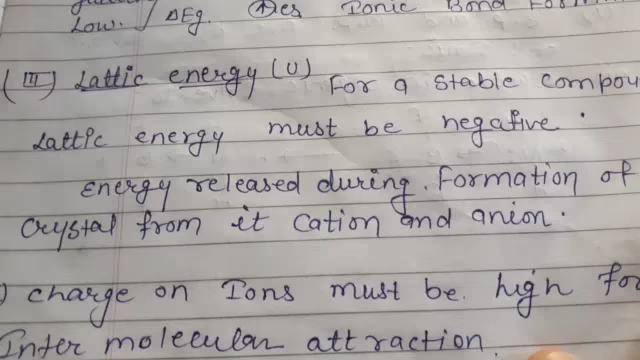 Low. / ΔEg. Des Ionic Bond
(III) Lattic energy (U) For a stable compou
Lattic energy must be negative.
Energy released during. Formation of
crystal from it cation and anion.
) charge on Ions must be. high for
Inter molecular attraction.